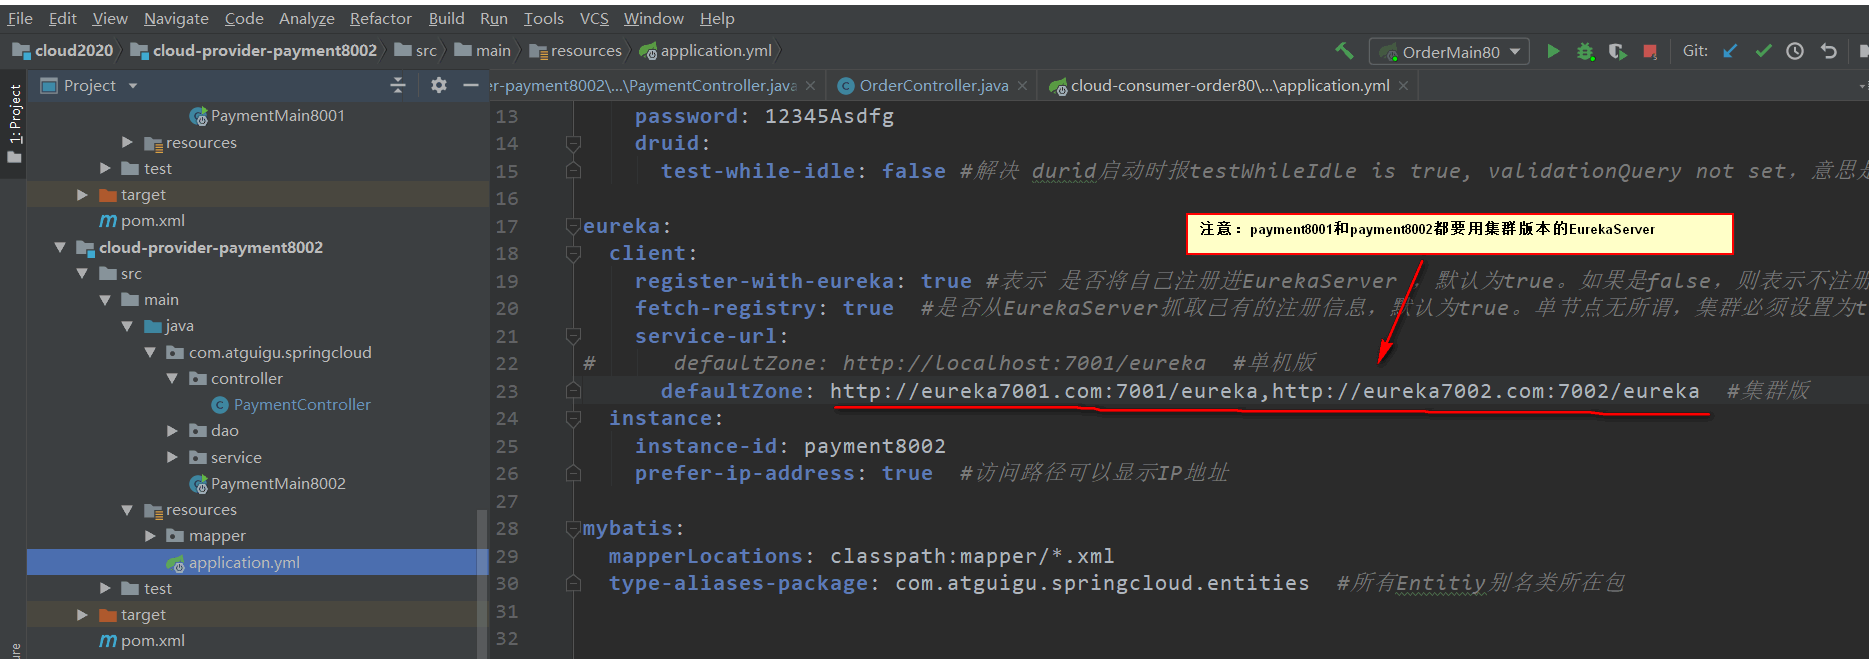 File Edit View Navigate Code Analyze Refactor Build Run Tools VCS Window Help
cloud2020 cloud-provider-payment8002 src main resources application.yml OrderMain80 Git:
Project
er-payment8002\...\PaymentController.java OrderController.java cloud-consumer-order80\...\application.yml
1: Project
PaymentMain8001
resources
test
target
pom.xml
cloud-provider-payment8002
src
main
java
com.atguigu.springcloud
controller
PaymentController
dao
service
PaymentMain8002
resources
mapper
application.yml
test
target
pom.xml
13 password: 12345Asdfg
14 druid:
15 test-while-idle: false #解决 durid启动时报testWhileIdle is true, validationQuery not set，意思是
16
17 eureka:
注意：payment8001和payment8002都要用集群版本的EurekaServer
18 client:
19 register-with-eureka: true #表示 是否将自己注册进EurekaServer ，默认为true。如果是false，则表示不注册
20 fetch-registry: true #是否从EurekaServer抓取已有的注册信息，默认为true。单节点无所谓，集群必须设置为t
21 service-url:
22 # defaultZone: http://localhost:7001/eureka #单机版
23 defaultZone: http://eureka7001.com:7001/eureka,http://eureka7002.com:7002/eureka #集群版
24 instance:
25 instance-id: payment8002
26 prefer-ip-address: true #访问路径可以显示IP地址
27
28 mybatis:
29 mapperLocations: classpath:mapper/*.xml
30 type-aliases-package: com.atguigu.springcloud.entities #所有Entitiy别名类所在包
31
32